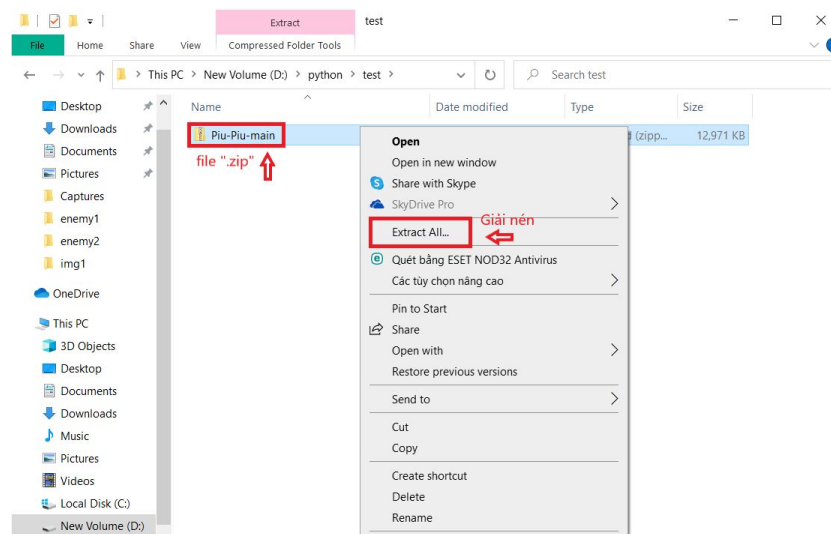 Extract
test
File
Home
Share
View
Compressed Folder Tools
This PC > New Volume (D:) > python > test >
Search test
Desktop
Downloads
Documents
Pictures
Captures
enemy1
enemy2
img1
OneDrive
This PC
3D Objects
Desktop
Documents
Downloads
Music
Pictures
Videos
Local Disk (C:)
New Volume (D:)
Name
Date modified
Type
Size
Piu-Piu-main
(zipp...
12,971 KB
file ".zip"
Open
Open in new window
Share with Skype
SkyDrive Pro
Giải nén
Extract All...
Quét bằng ESET NOD32 Antivirus
Các tùy chọn nâng cao
Pin to Start
Share
Open with
Restore previous versions
Send to
Cut
Copy
Create shortcut
Delete
Rename